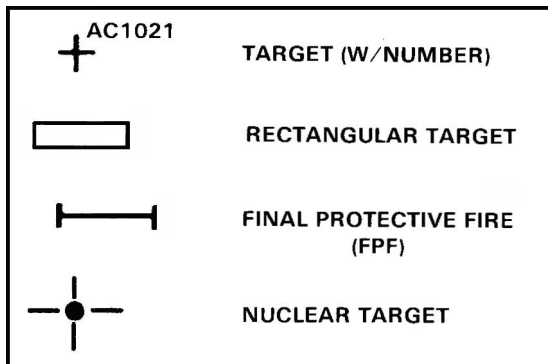 AC1021
TARGET (W/NUMBER)
RECTANGULAR TARGET
FINAL PROTECTIVE FIRE
(FPF)
NUCLEAR TARGET